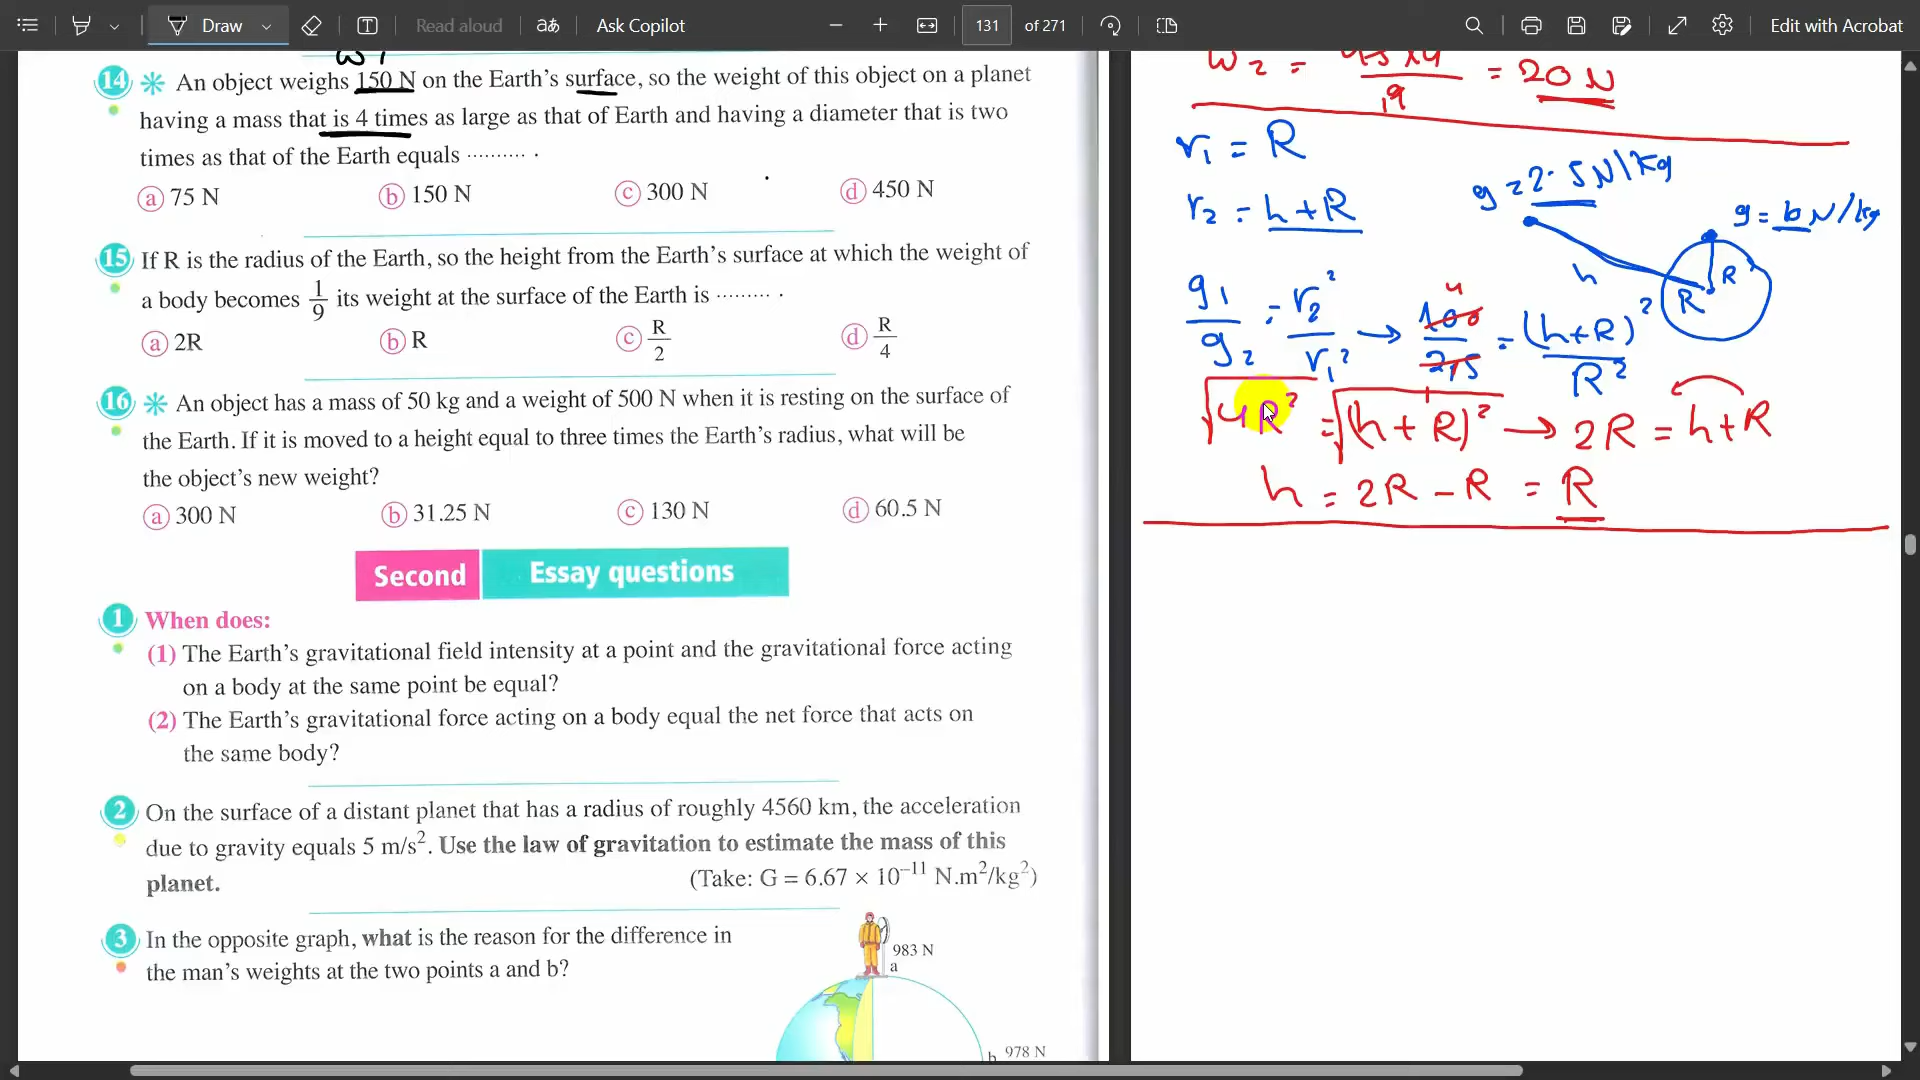 Draw
Read aloud
aあ
Ask Copilot
131
of 271
Edit with Acrobat
W1
14 * An object weighs 150 N on the Earth's surface, so the weight of this object on a planet
having a mass that is 4 times as large as that of Earth and having a diameter that is two
times as that of the Earth equals .......... .
a 75 N b 150 N c 300 N d 450 N
15 If R is the radius of the Earth, so the height from the Earth's surface at which the weight of
a body becomes 1/9 its weight at the surface of the Earth is ......... .
a 2R b R c R/2 d R/4
16 * An object has a mass of 50 kg and a weight of 500 N when it is resting on the surface of
the Earth. If it is moved to a height equal to three times the Earth's radius, what will be
the object's new weight?
a 300 N b 31.25 N c 130 N d 60.5 N
Second Essay questions
1 When does:
(1) The Earth's gravitational field intensity at a point and the gravitational force acting
on a body at the same point be equal?
(2) The Earth's gravitational force acting on a body equal the net force that acts on
the same body?
2 On the surface of a distant planet that has a radius of roughly 4560 km, the acceleration
due to gravity equals 5 m/s². Use the law of gravitation to estimate the mass of this
planet. (Take: G = 6.67 × 10⁻¹¹ N.m²/kg²)
3 In the opposite graph, what is the reason for the difference in
the man's weights at the two points a and b?
983 N
a
b 978 N
= 20 N
r1 = R
r2 = h+R
g = 2.5 N/kg
g = 10 N/kg
h
R
R
g1/g2 = r2²/r1² → 100/25 = (h+R)²/R²
4
1
√4R² = √(h+R)² → 2R = h+R
h = 2R - R = R